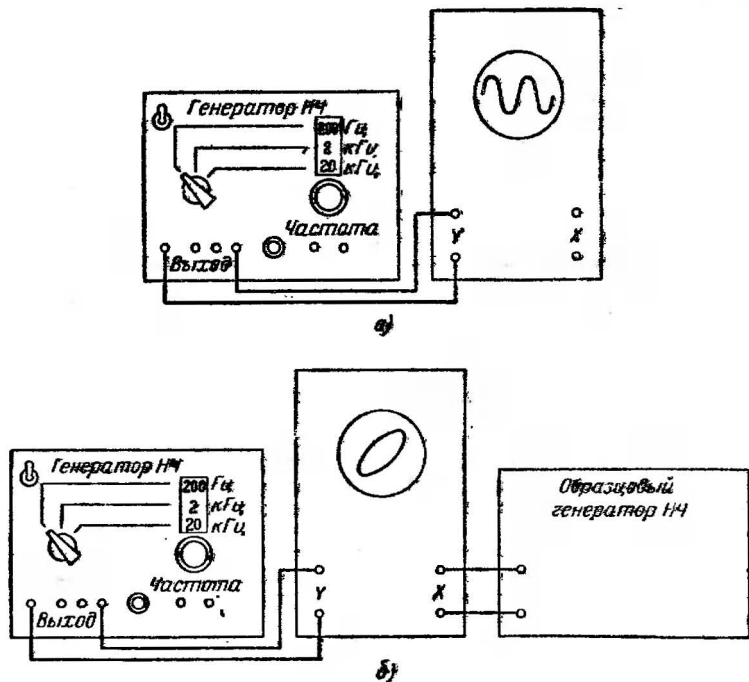 Генератор НЧ
200 Гц
2 кГц
20 кГц
Частота
Выход
Y
X
а)
Генератор НЧ
200 Гц
2 кГц
20 кГц
Частота
Выход
Y
X
Образцовый
генератор НЧ
б)